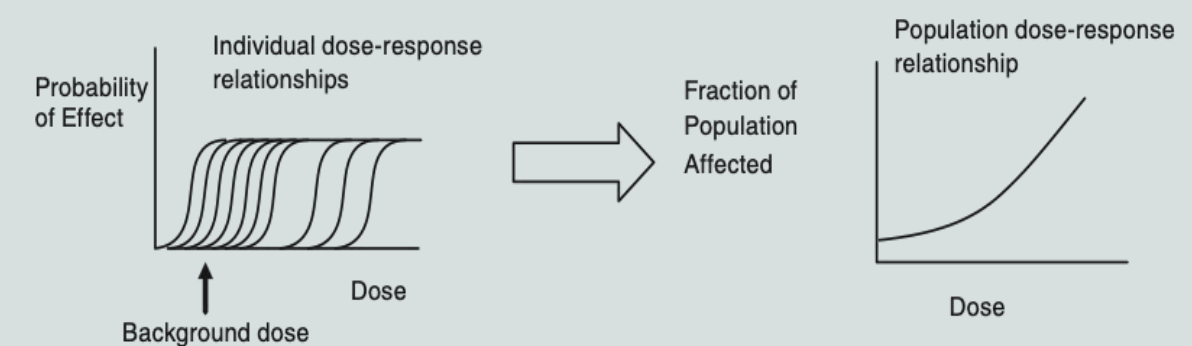 Individual dose-response
relationships
Probability
of Effect
Dose
Background dose
Fraction of
Population
Affected
Population dose-response
relationship
Dose